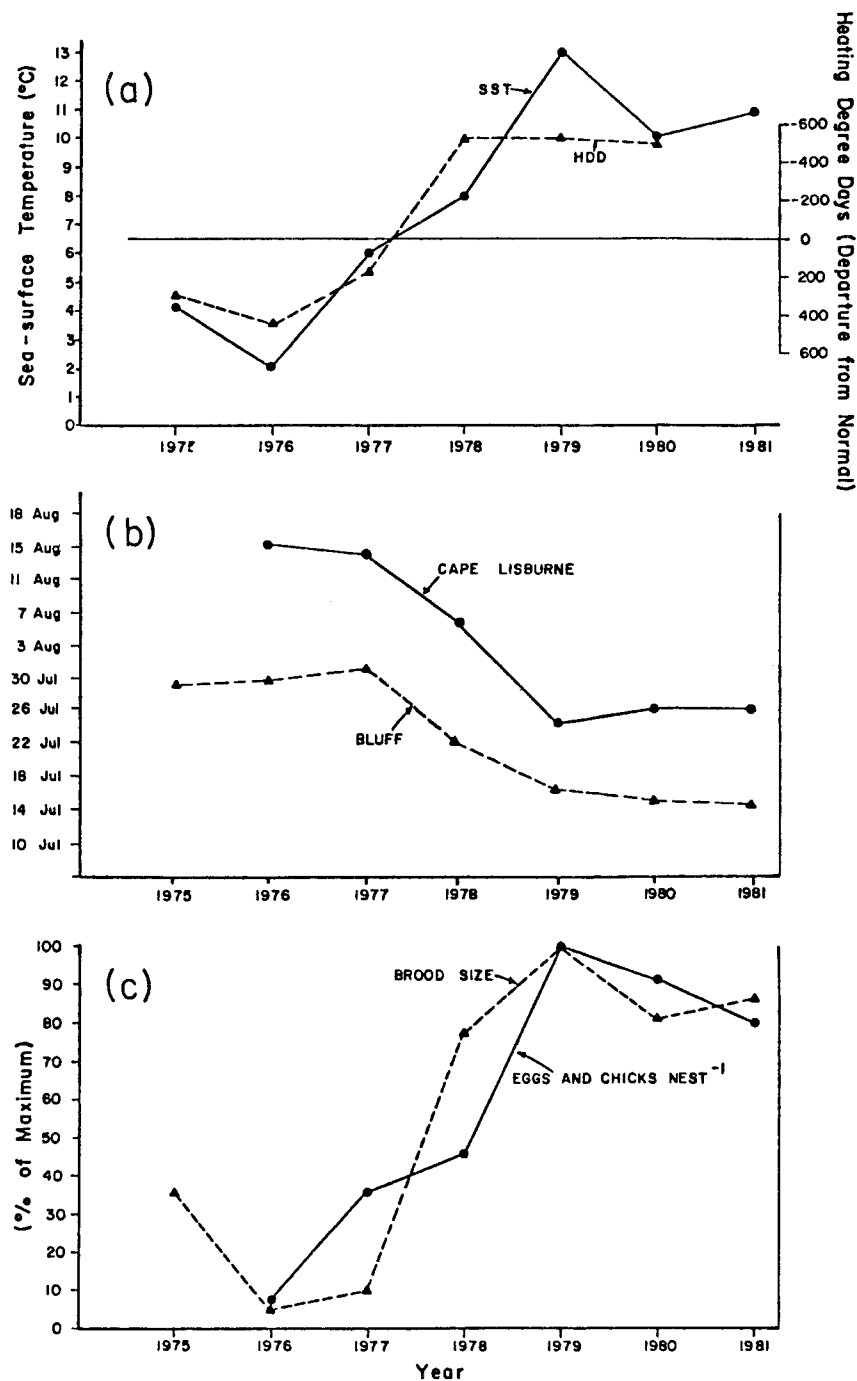 (a)
Sea-surface Temperature (°C)
13
12
11
10
9
8
7
6
5
4
3
2
1
0
SST
HDD
Heating Degree Days (Departure from Normal)
-600
-400
-200
0
200
400
600
1975 1976 1977 1978 1979 1980 1981
(b)
18 Aug
15 Aug
11 Aug
7 Aug
3 Aug
30 Jul
26 Jul
22 Jul
18 Jul
14 Jul
10 Jul
CAPE LISBURNE
BLUFF
1975 1976 1977 1978 1979 1980 1981
(c)
(% of Maximum)
100
90
80
70
60
50
40
30
20
10
0
BROOD SIZE
EGGS AND CHICKS NEST⁻¹
1975 1976 1977 1978 1979 1980 1981
Year